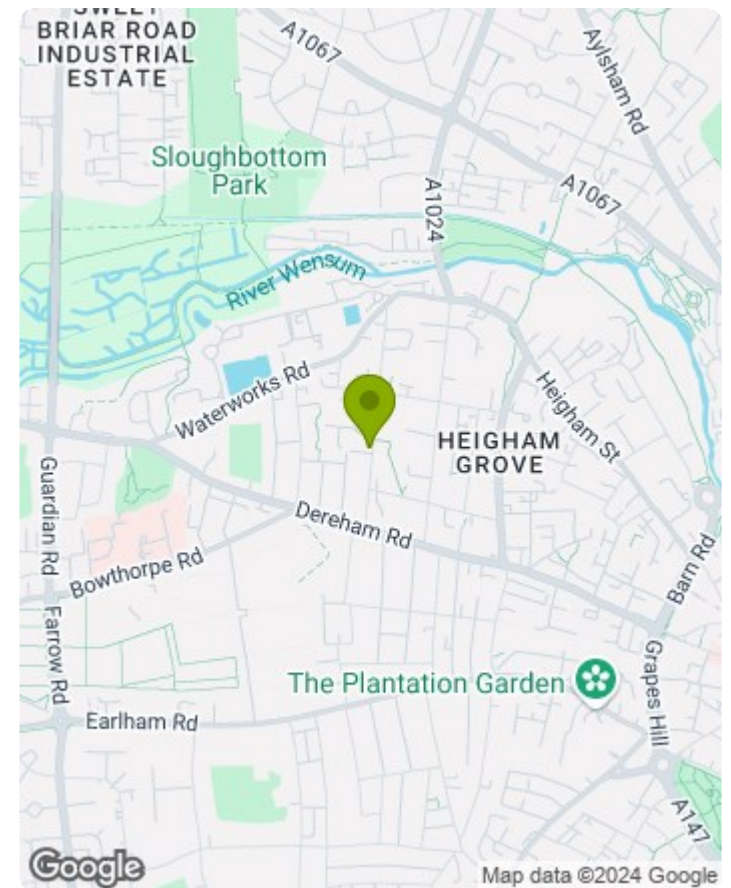 SWEET
BRIAR ROAD
INDUSTRIAL
ESTATE
A1067
Aylsham Rd
Sloughbottom
Park
A1067
A1024
River Wensum
Waterworks Rd
Heigham St
HEIGHAM
GROVE
Guardian Rd
Dereham Rd
Bowthorpe Rd
Barn Rd
Farrow Rd
Grapes Hill
The Plantation Garden
Earlham Rd
A147
Google
Map data ©2024 Google